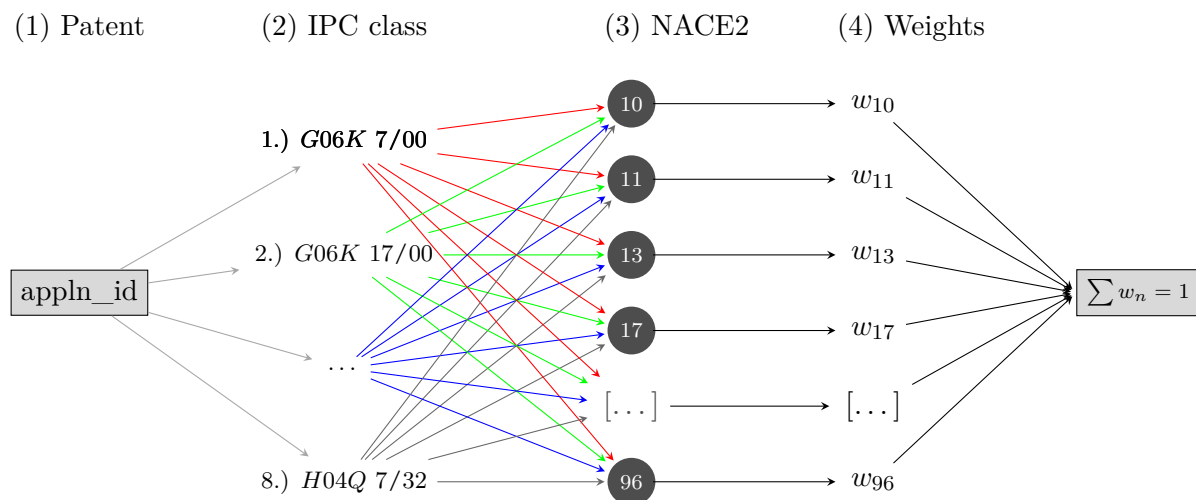 (1) Patent (2) IPC class (3) NACE2 (4) Weights
10 w₁₀
1.) G06K 7/00
11 w₁₁
2.) G06K 17/00 13 w₁₃
appln_id ∑ wₙ = 1
17 w₁₇
...
[...] [...]
8.) H04Q 7/32 96 w₉₆